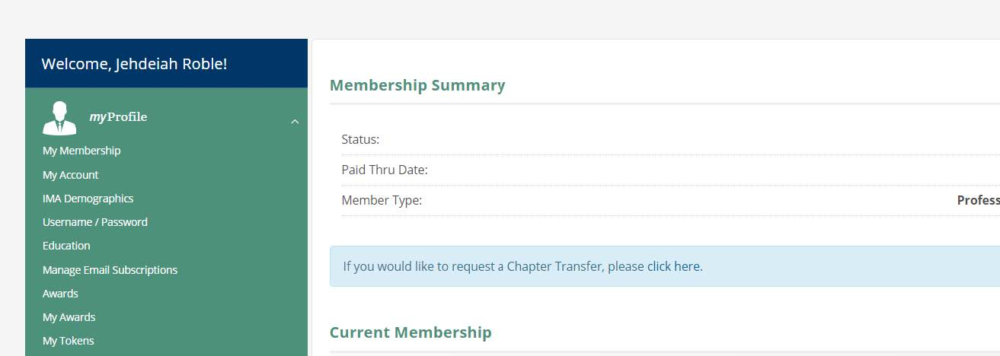 Welcome, Jehdeiah Roble!
myProfile
My Membership
My Account
IMA Demographics
Username / Password
Education
Manage Email Subscriptions
Awards
My Awards
My Tokens
Membership Summary
Status:
Paid Thru Date:
Member Type: Profess
If you would like to request a Chapter Transfer, please click here.
Current Membership